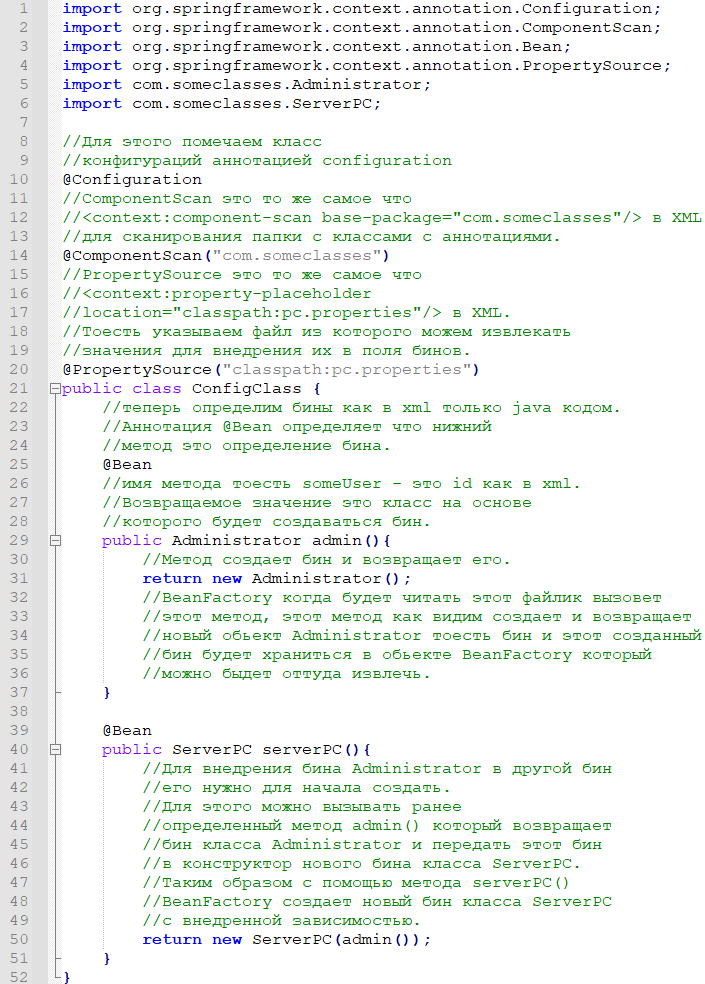 1 import org.springframework.context.annotation.Configuration;
2 import org.springframework.context.annotation.ComponentScan;
3 import org.springframework.context.annotation.Bean;
4 import org.springframework.context.annotation.PropertySource;
5 import com.someclasses.Administrator;
6 import com.someclasses.ServerPC;
7
8 //Для этого помечаем класс
9 //конфигураций аннотацией configuration
10 @Configuration
11 //ComponentScan это то же самое что
12 //<context:component-scan base-package="com.someclasses"/> в XML
13 //для сканирования папки с классами с аннотациями.
14 @ComponentScan("com.someclasses")
15 //PropertySource это то же самое что
16 //<context:property-placeholder
17 //location="classpath:pc.properties"/> в XML.
18 //Тоесть указываем файл из которого можем извлекать
19 //значения для внедрения их в поля бинов.
20 @PropertySource("classpath:pc.properties")
21 public class ConfigClass {
22 //теперь определим бины как в xml только java кодом.
23 //Аннотация @Bean определяет что нижний
24 //метод это определение бина.
25 @Bean
26 //имя метода тоесть someUser - это id как в xml.
27 //Возвращаемое значение это класс на основе
28 //которого будет создаваться бин.
29 public Administrator admin(){
30 //Метод создает бин и возвращает его.
31 return new Administrator();
32 //BeanFactory когда будет читать этот файлик вызовет
33 //этот метод, этот метод как видим создает и возвращает
34 //новый обьект Administrator тоесть бин и этот созданный
35 //бин будет храниться в обьекте BeanFactory который
36 //можно быдет оттуда извлечь.
37 }
38
39 @Bean
40 public ServerPC serverPC(){
41 //Для внедрения бина Administrator в другой бин
42 //его нужно для начала создать.
43 //Для этого можно вызывать ранее
44 //определенный метод admin() который возвращает
45 //бин класса Administrator и передать этот бин
46 //в конструктор нового бина класса ServerPC.
47 //Таким образом с помощью метода serverPC()
48 //BeanFactory создает новый бин класса ServerPC
49 //с внедренной зависимостью.
50 return new ServerPC(admin());
51 }
52 }